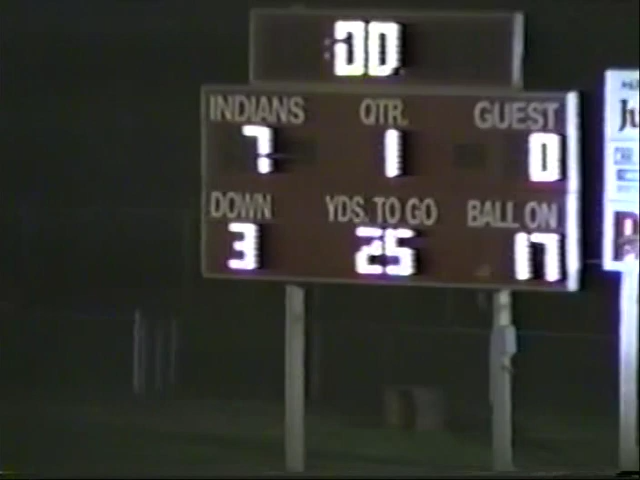 :00
INDIANS QTR. GUEST
7 1 0
DOWN YDS. TO GO BALL ON
3 25 17